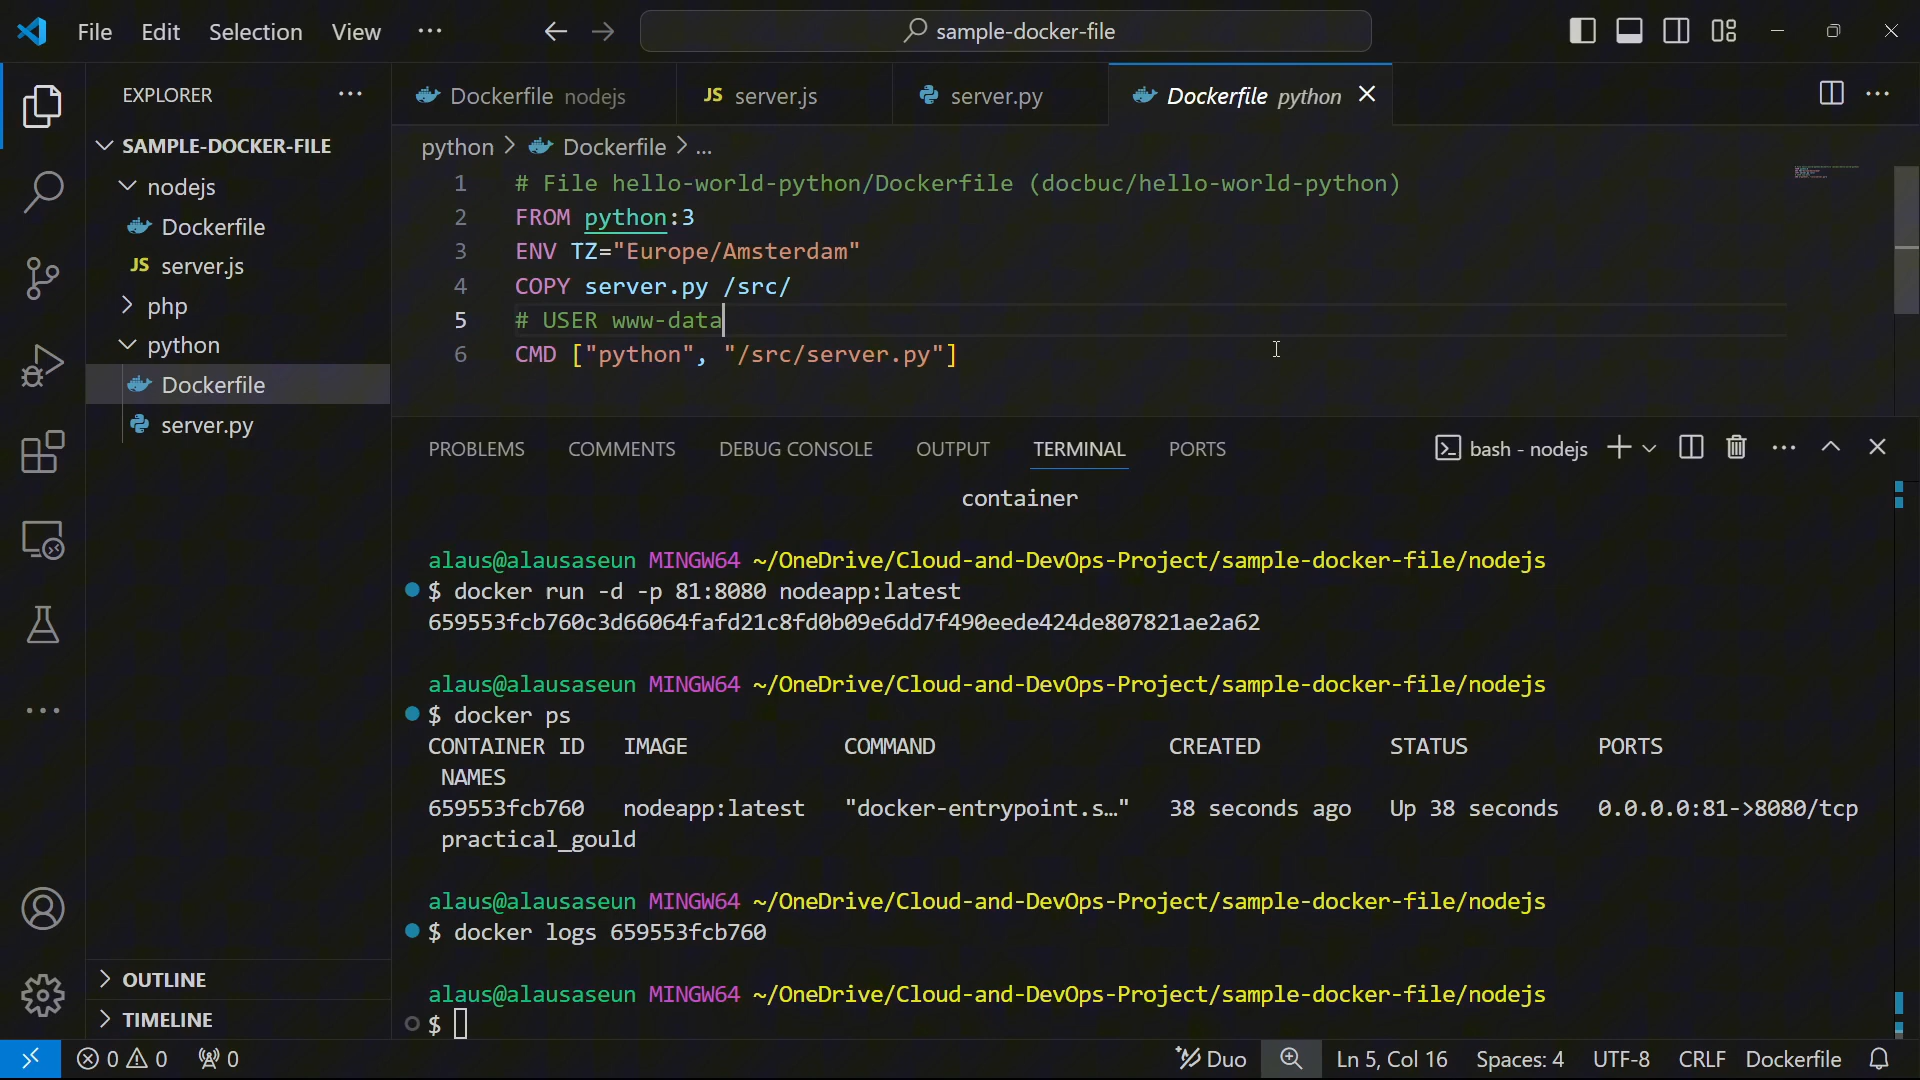 File Edit Selection View ... sample-docker-file
EXPLORER ...
SAMPLE-DOCKER-FILE
nodejs
Dockerfile
JS server.js
php
python
Dockerfile
server.py
OUTLINE
TIMELINE
Dockerfile nodejs JS server.js server.py Dockerfile python
python > Dockerfile > ...
1 # File hello-world-python/Dockerfile (docbuc/hello-world-python)
2 FROM python:3
3 ENV TZ="Europe/Amsterdam"
4 COPY server.py /src/
5 # USER www-data
6 CMD ["python", "/src/server.py"]
PROBLEMS COMMENTS DEBUG CONSOLE OUTPUT TERMINAL PORTS bash - nodejs
container
alaus@alausaseun MINGW64 ~/OneDrive/Cloud-and-DevOps-Project/sample-docker-file/nodejs
$ docker run -d -p 81:8080 nodeapp:latest
659553fcb760c3d66064fafd21c8fd0b09e6dd7f490eede424de807821ae2a62
alaus@alausaseun MINGW64 ~/OneDrive/Cloud-and-DevOps-Project/sample-docker-file/nodejs
$ docker ps
CONTAINER ID IMAGE COMMAND CREATED STATUS PORTS
NAMES
659553fcb760 nodeapp:latest "docker-entrypoint.s…" 38 seconds ago Up 38 seconds 0.0.0.0:81->8080/tcp
practical_gould
alaus@alausaseun MINGW64 ~/OneDrive/Cloud-and-DevOps-Project/sample-docker-file/nodejs
$ docker logs 659553fcb760
alaus@alausaseun MINGW64 ~/OneDrive/Cloud-and-DevOps-Project/sample-docker-file/nodejs
$
0 0 0 Duo Ln 5, Col 16 Spaces: 4 UTF-8 CRLF Dockerfile